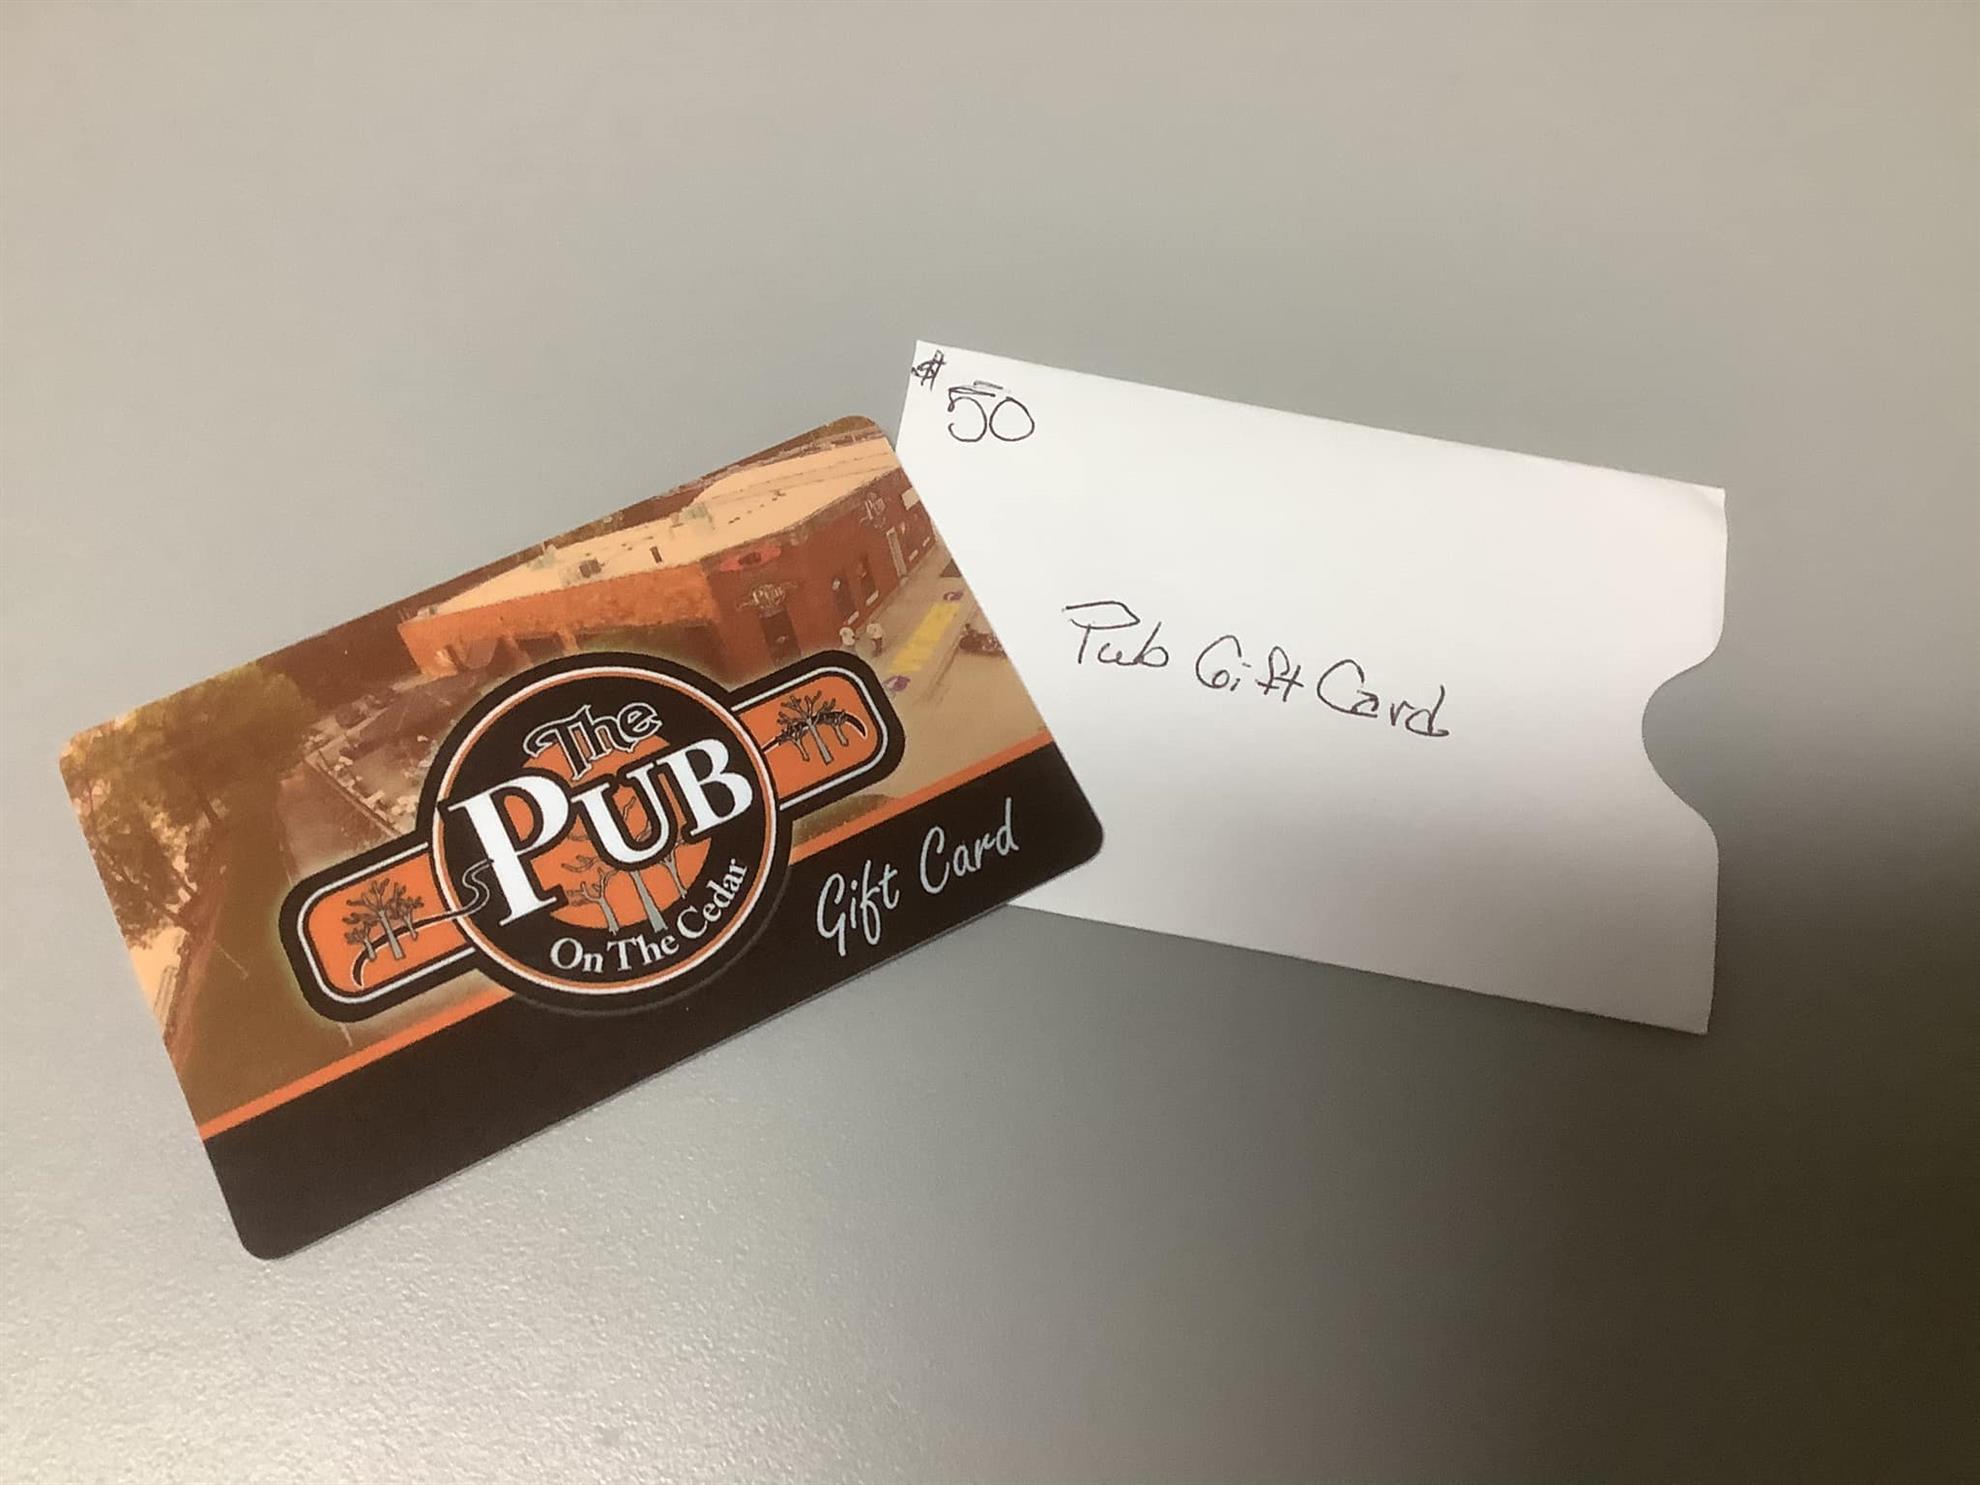 The
PUB
On The Cedar
Gift Card
$50
Pub Gift Card